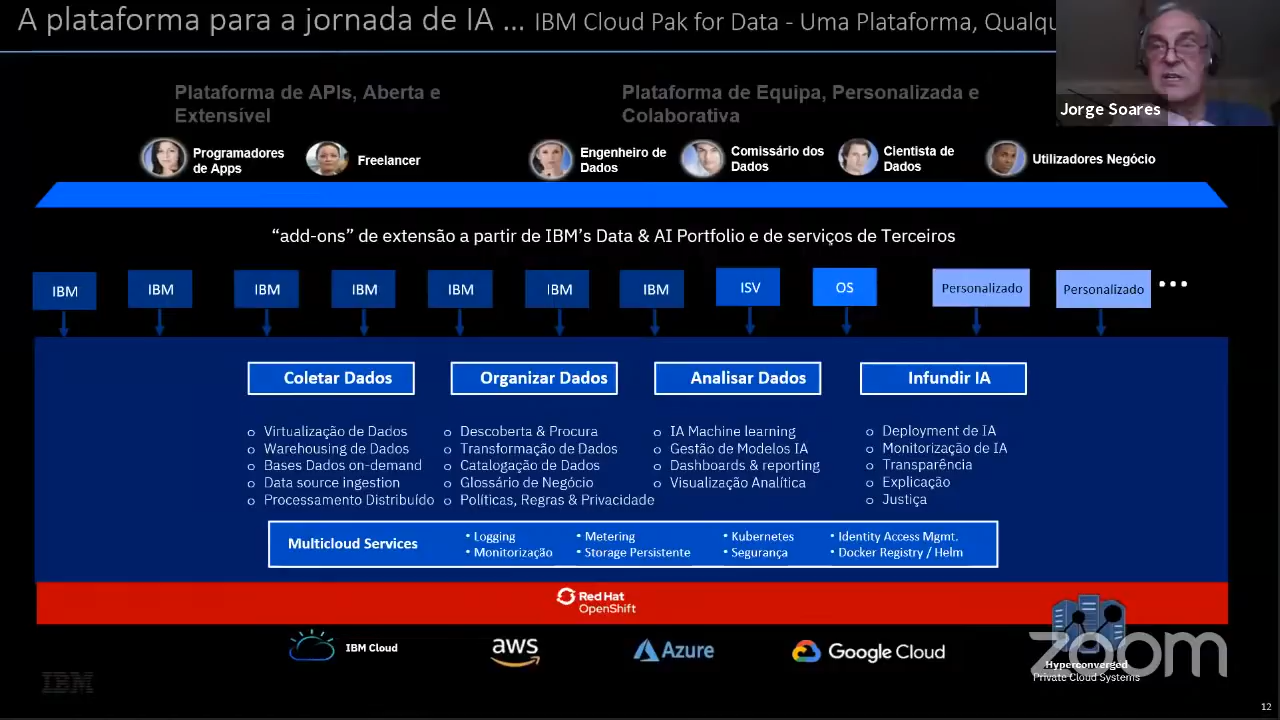 A plataforma para a jornada de IA ... IBM Cloud Pak for Data - Uma Plataforma,
Jorge Soares
Plataforma de APIs, Aberta e
Extensível
Plataforma de Equipa, Personalizada e
Colaborativa
Programadores
de Apps
Freelancer
Engenheiro de
Dados
Comissário dos
Dados
Cientista de
Dados
Utilizadores Negócio
“add-ons” de extensão a partir de IBM’s Data & AI Portfolio e de serviços de Terceiros
IBM
IBM
IBM
IBM
IBM
IBM
IBM
ISV
OS
Personalizado
Personalizado
...
Coletar Dados
o Virtualização de Dados
o Warehousing de Dados
o Bases Dados on-demand
o Data source ingestion
o Processamento Distribuído
Organizar Dados
o Descoberta & Procura
o Transformação de Dados
o Catalogação de Dados
o Glossário de Negócio
o Políticas, Regras & Privacidade
Analisar Dados
o IA Machine learning
o Gestão de Modelos IA
o Dashboards & reporting
o Visualização Analítica
Infundir IA
o Deployment de IA
o Monitorização de IA
o Transparência
o Explicação
o Justiça
Multicloud Services
• Logging
• Monitorização
• Metering
• Storage Persistente
• Kubernetes
• Segurança
• Identity Access Mgmt.
• Docker Registry / Helm
Red Hat
OpenShift
IBM Cloud
aws
Azure
Google Cloud
zoom
Hyperconverged
Private Cloud Systems
IBM
12